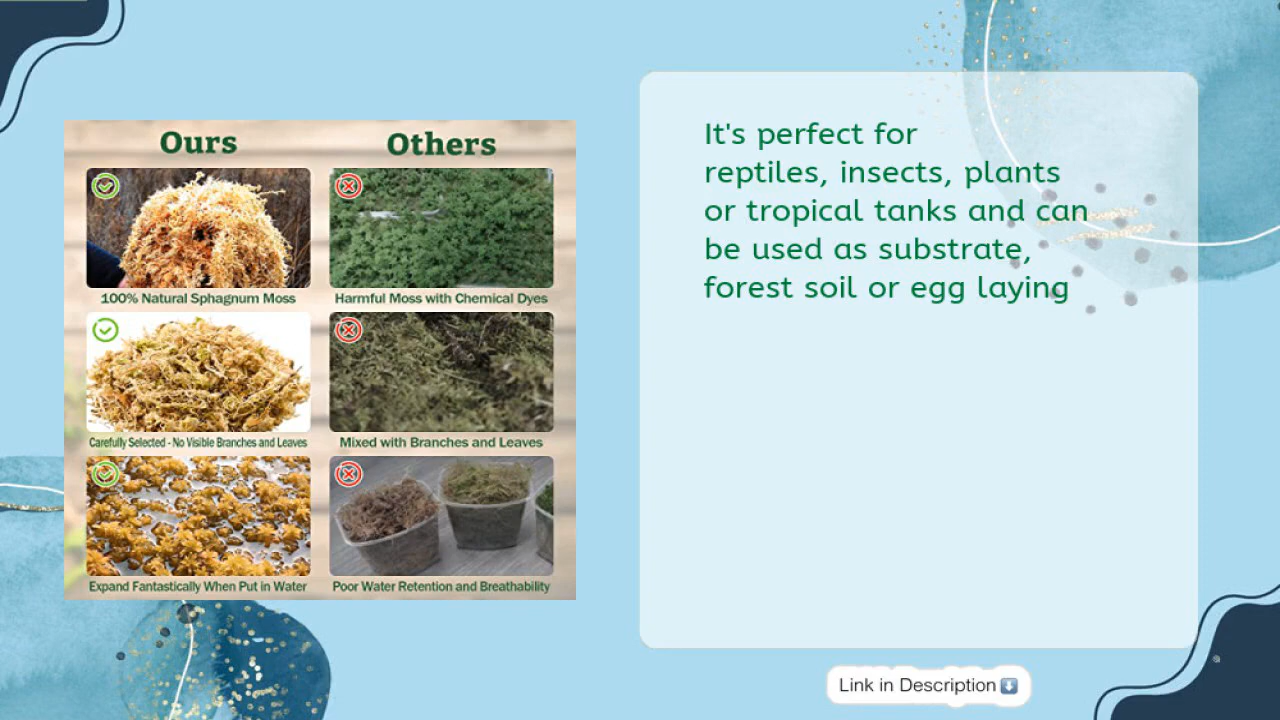 Ours
Others
100% Natural Sphagnum Moss
Harmful Moss with Chemical Dyes
Carefully Selected - No Visible Branches and Leaves
Mixed with Branches and Leaves
Expand Fantastically When Put in Water
Poor Water Retention and Breathability
It's perfect for
reptiles, insects, plants
or tropical tanks and can
be used as substrate,
forest soil or egg laying
Link in Description